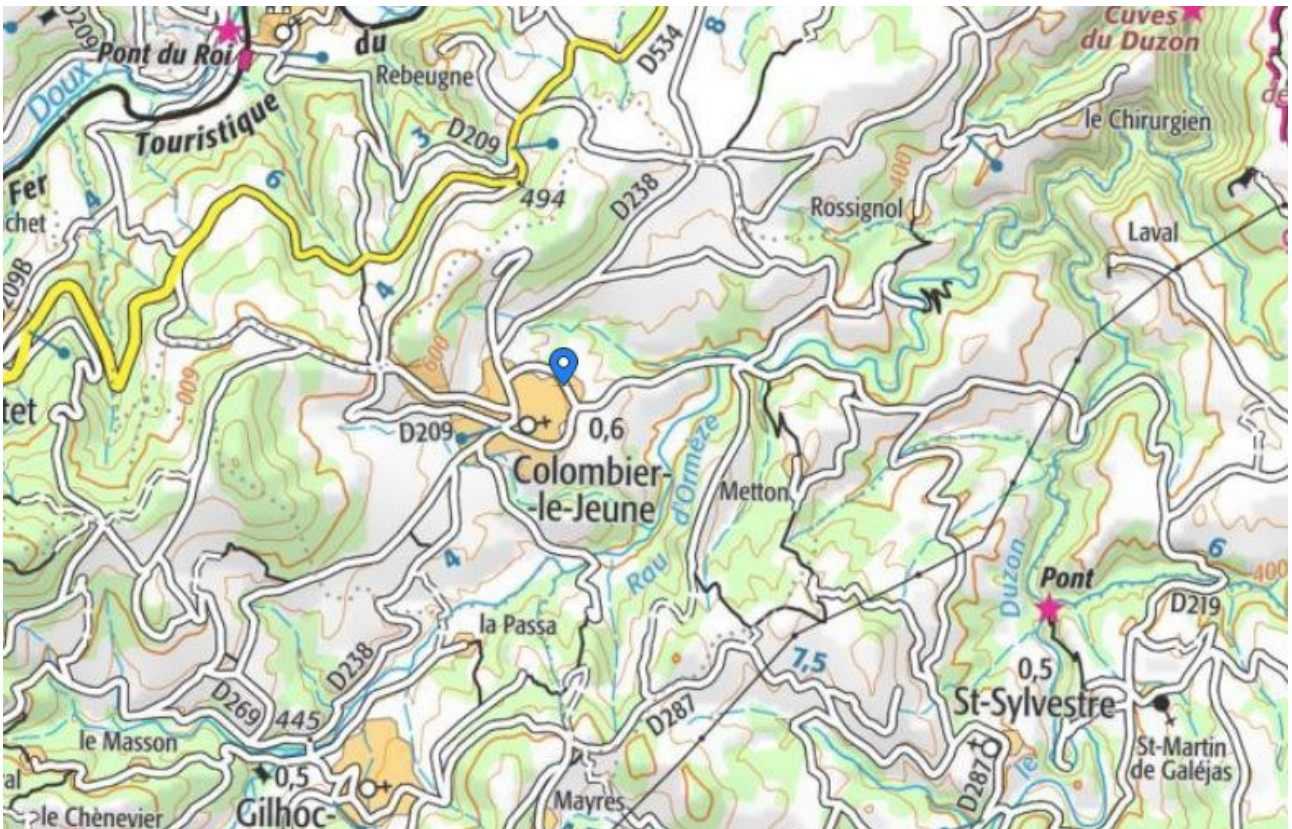 D209
Cuves
du Duzon
8
Pont du Roi
du
D534
Rebeugne
Doux
Touristique
3
D209
le Chirurgien
400
Fer
6
494
D238
Rossignol
chet
4
Laval
209B
4
600
600
tet
D209
0,6
Colombier-
-le-Jeune
Rau d'Ormèze
Metton
4
Duzon
Pont
6
400
D219
la Passa
7,5
0,5
St-Sylvestre
D238
D269
445
D287
le Masson
St-Martin
de Galéjas
D287
le
al
0,5
Gilhoc-
Mayres
le Chènevier